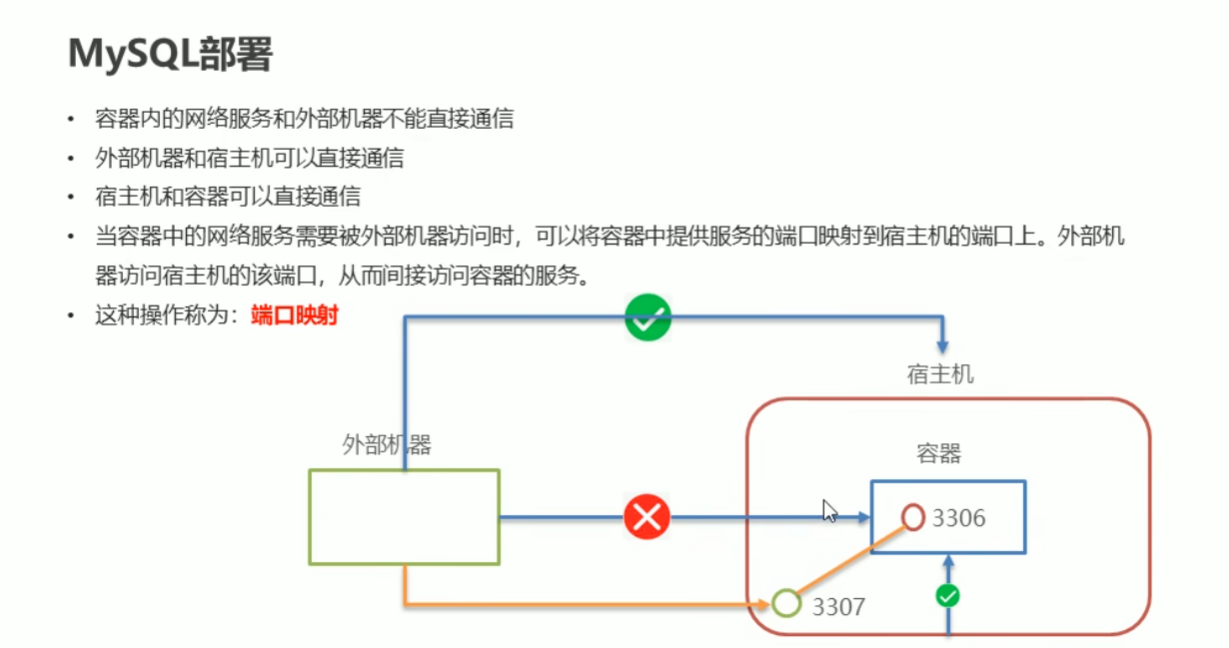 MySQL部署
• 容器内的网络服务和外部机器不能直接通信
• 外部机器和宿主机可以直接通信
• 宿主机和容器可以直接通信
• 当容器中的网络服务需要被外部机器访问时，可以将容器中提供服务的端口映射到宿主机的端口上。外部机
器访问宿主机的该端口，从而间接访问容器的服务。
• 这种操作称为：端口映射
宿主机
外部机器
容器
3306
3307